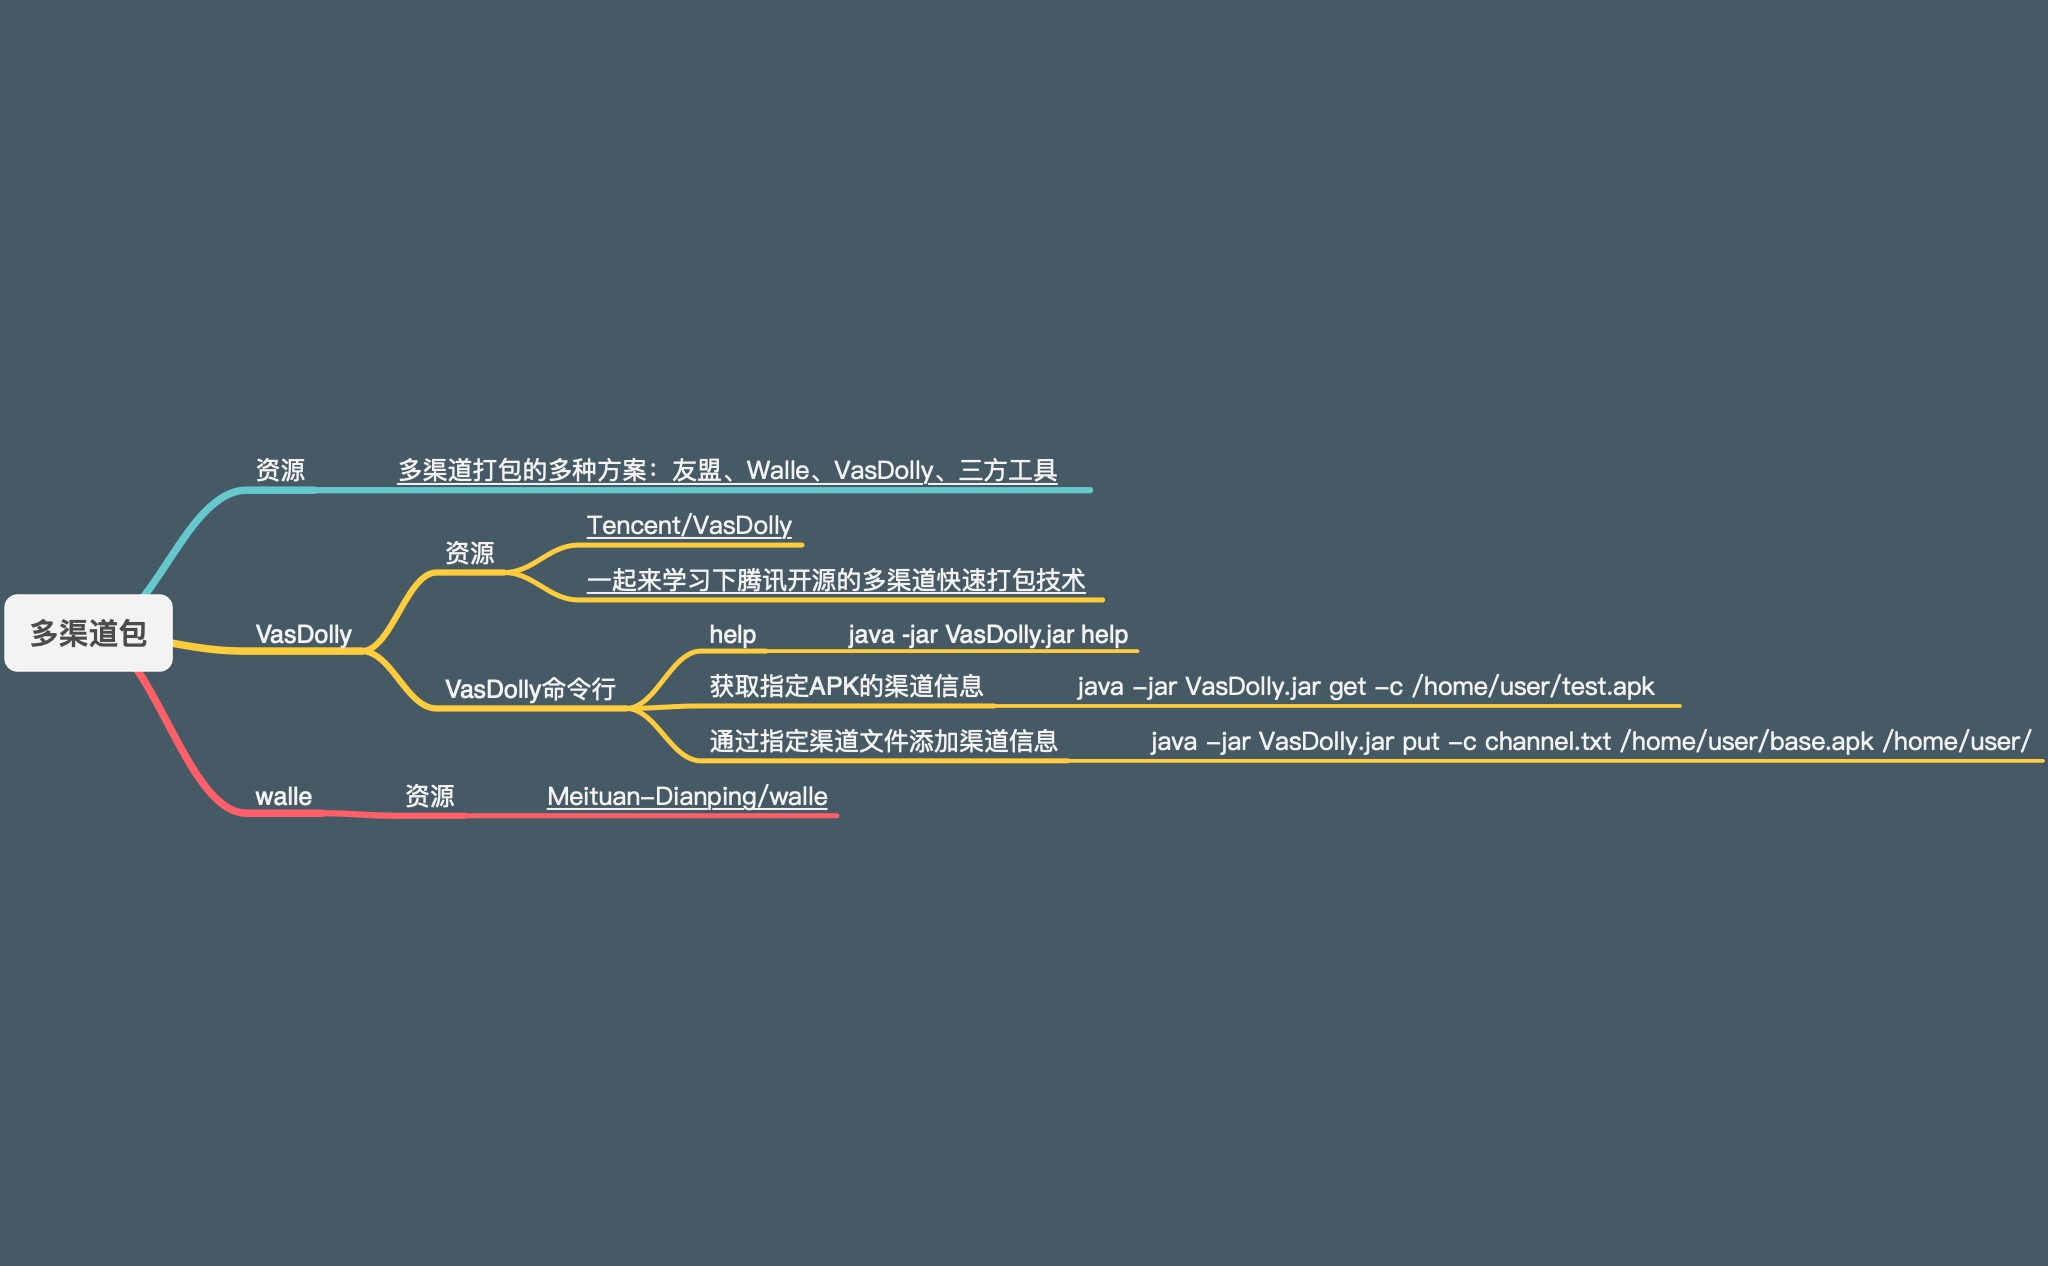 多渠道包
资源
多渠道打包的多种方案：友盟、Walle、VasDolly、三方工具
VasDolly
资源
Tencent/VasDolly
一起来学习下腾讯开源的多渠道快速打包技术
VasDolly命令行
help
java -jar VasDolly.jar help
获取指定APK的渠道信息
java -jar VasDolly.jar get -c /home/user/test.apk
通过指定渠道文件添加渠道信息
java -jar VasDolly.jar put -c channel.txt /home/user/base.apk /home/user/
walle
资源
Meituan-Dianping/walle